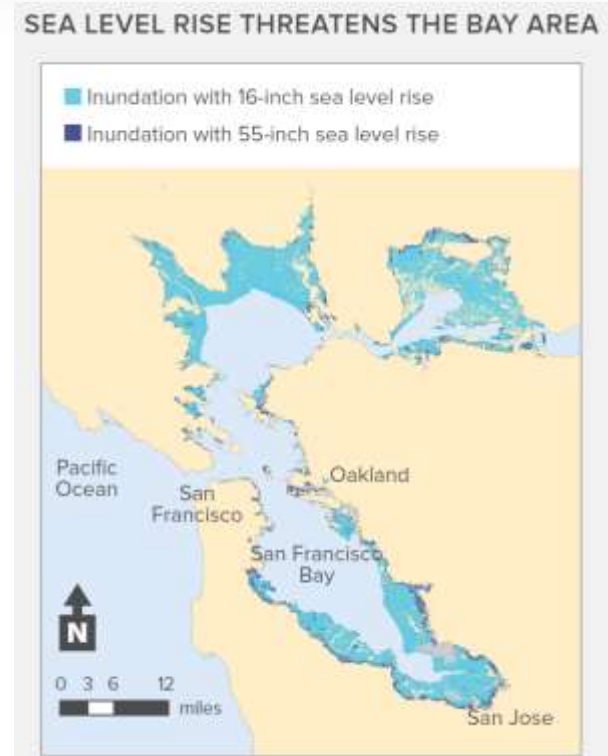 SEA LEVEL RISE THREATENS THE BAY AREA
Inundation with 16-inch sea level rise
Inundation with 55-inch sea level rise
Pacific
Ocean
San
Francisco
Oakland
San Francisco
Bay
N
0 3 6 12
miles
San Jose